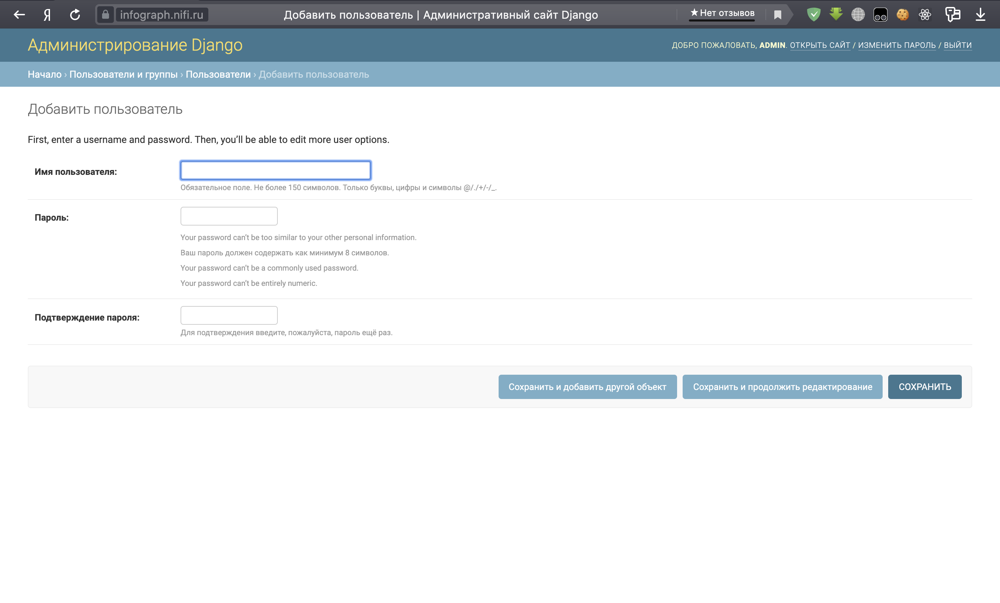 Я
infograph.nifi.ru
Добавить пользователь | Административный сайт Django
★ Нет отзывов
Администрирование Django
ДОБРО ПОЖАЛОВАТЬ, ADMIN. ОТКРЫТЬ САЙТ / ИЗМЕНИТЬ ПАРОЛЬ / ВЫЙТИ
Начало › Пользователи и группы › Пользователи › Добавить пользователь
Добавить пользователь
First, enter a username and password. Then, you’ll be able to edit more user options.
Имя пользователя:
Обязательное поле. Не более 150 символов. Только буквы, цифры и символы @/./+/-/_.
Пароль:
Your password can’t be too similar to your other personal information.
Ваш пароль должен содержать как минимум 8 символов.
Your password can’t be a commonly used password.
Your password can’t be entirely numeric.
Подтверждение пароля:
Для подтверждения введите, пожалуйста, пароль ещё раз.
Сохранить и добавить другой объект
Сохранить и продолжить редактирование
СОХРАНИТЬ